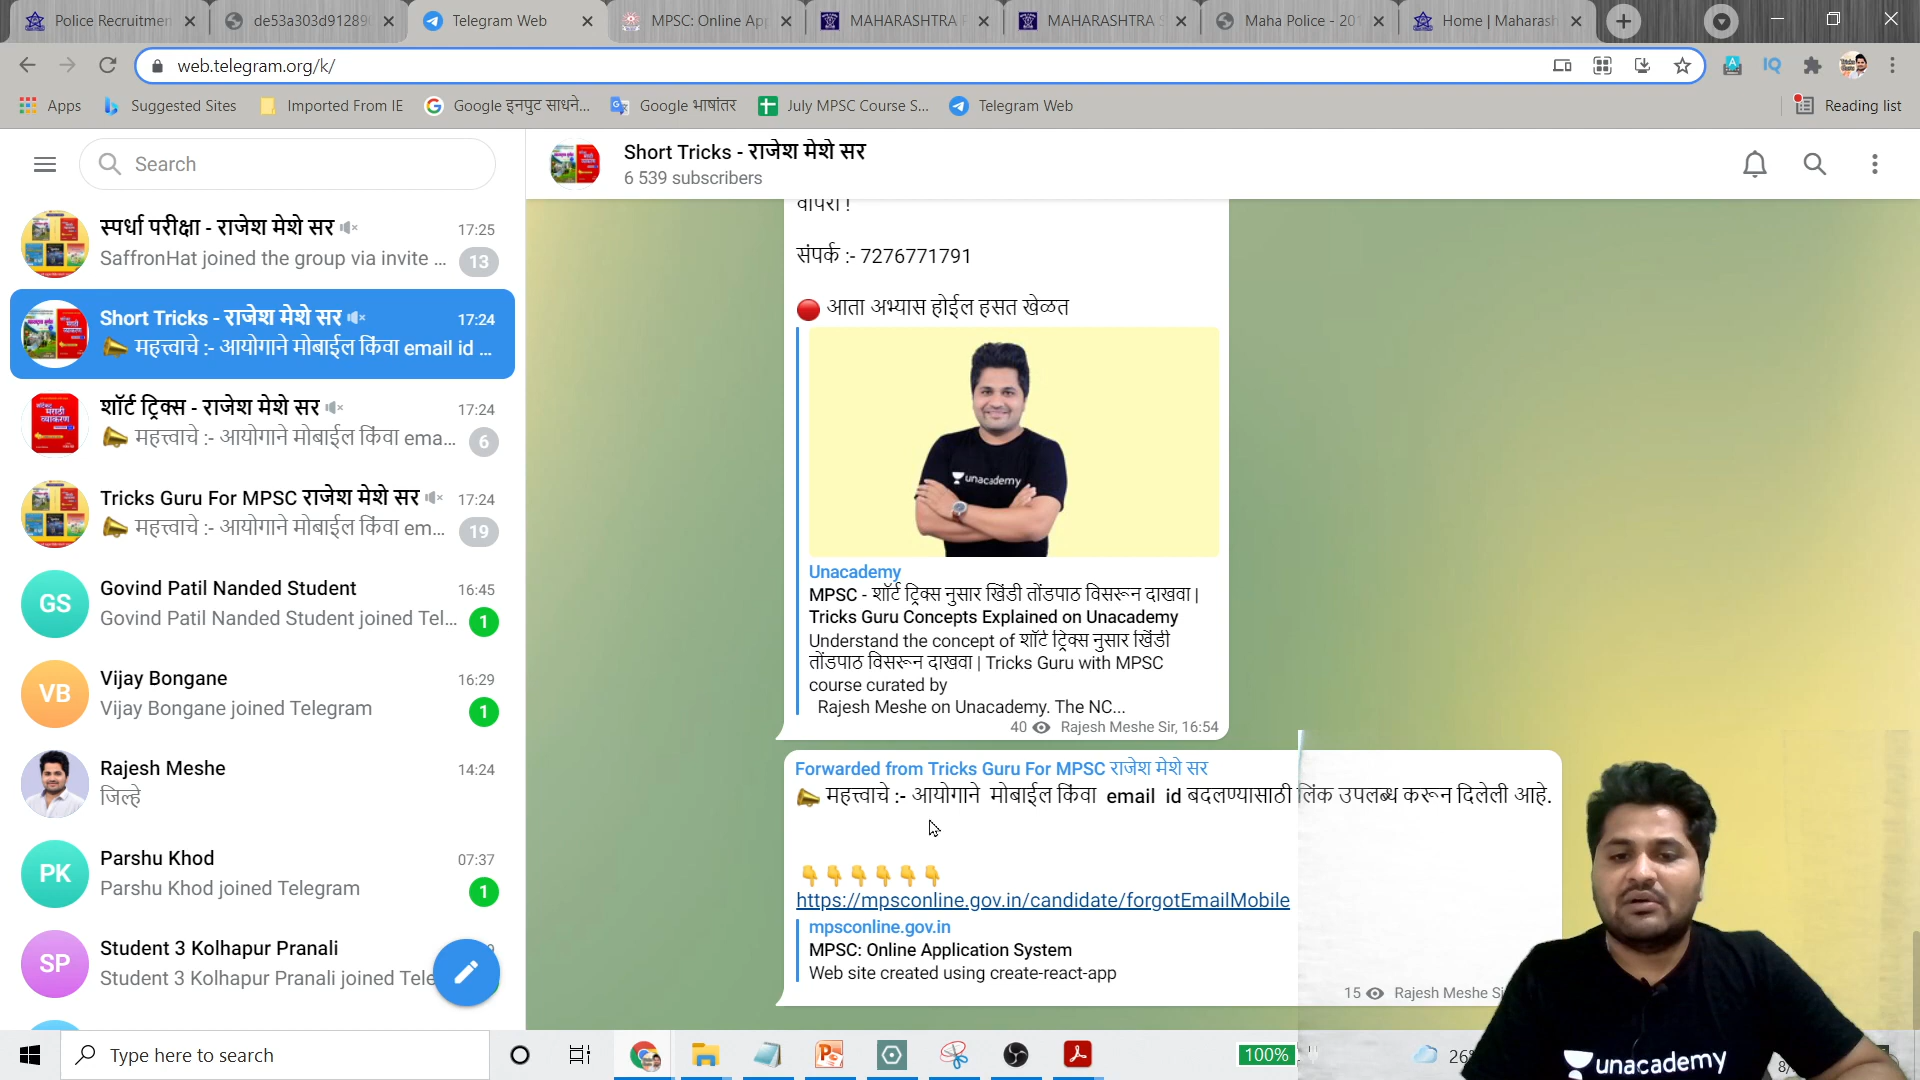 Police Recruitmen
de53a303d91289
Telegram Web
MPSC: Online App
MAHARASHTRA P
MAHARASHTRA S
Maha Police - 201
Home | Maharash
web.telegram.org/k/
Apps
Suggested Sites
Imported From IE
Google इनपुट साधने...
Google भाषांतर
July MPSC Course S...
Telegram Web
Reading list
Search
स्पर्धा परीक्षा - राजेश मेशे सर
17:25
SaffronHat joined the group via invite ...
13
Short Tricks - राजेश मेशे सर
17:24
महत्त्वाचे :- आयोगाने मोबाईल किंवा email id ...
शॉर्ट ट्रिक्स - राजेश मेशे सर
17:24
महत्त्वाचे :- आयोगाने मोबाईल किंवा ema...
6
Tricks Guru For MPSC राजेश मेशे सर
17:24
महत्त्वाचे :- आयोगाने मोबाईल किंवा em...
19
GS
Govind Patil Nanded Student
16:45
Govind Patil Nanded Student joined Tel...
1
VB
Vijay Bongane
16:29
Vijay Bongane joined Telegram
1
Rajesh Meshe
14:24
जिल्हे
PK
Parshu Khod
07:37
Parshu Khod joined Telegram
1
SP
Student 3 Kolhapur Pranali
Student 3 Kolhapur Pranali joined Tele
Short Tricks - राजेश मेशे सर
6 539 subscribers
वापरा !
संपर्क :- 7276771791
🔴 आता अभ्यास होईल हसत खेळत
unacademy
Unacademy
MPSC - शॉर्ट ट्रिक्स नुसार खिंडी तोंडपाठ विसरून दाखवा |
Tricks Guru Concepts Explained on Unacademy
Understand the concept of शॉर्ट ट्रिक्स नुसार खिंडी
तोंडपाठ विसरून दाखवा | Tricks Guru with MPSC
course curated by
Rajesh Meshe on Unacademy. The NC...
40 Rajesh Meshe Sir, 16:54
Forwarded from Tricks Guru For MPSC राजेश मेशे सर
महत्त्वाचे :- आयोगाने मोबाईल किंवा email id बदलण्यासाठी लिंक उपलब्ध करून दिलेली आहे.
👇👇👇👇👇👇
https://mpsconline.gov.in/candidate/forgotEmailMobile
mpsconline.gov.in
MPSC: Online Application System
Web site created using create-react-app
15 Rajesh Meshe Si
unacademy
Type here to search
100%
26°
8/